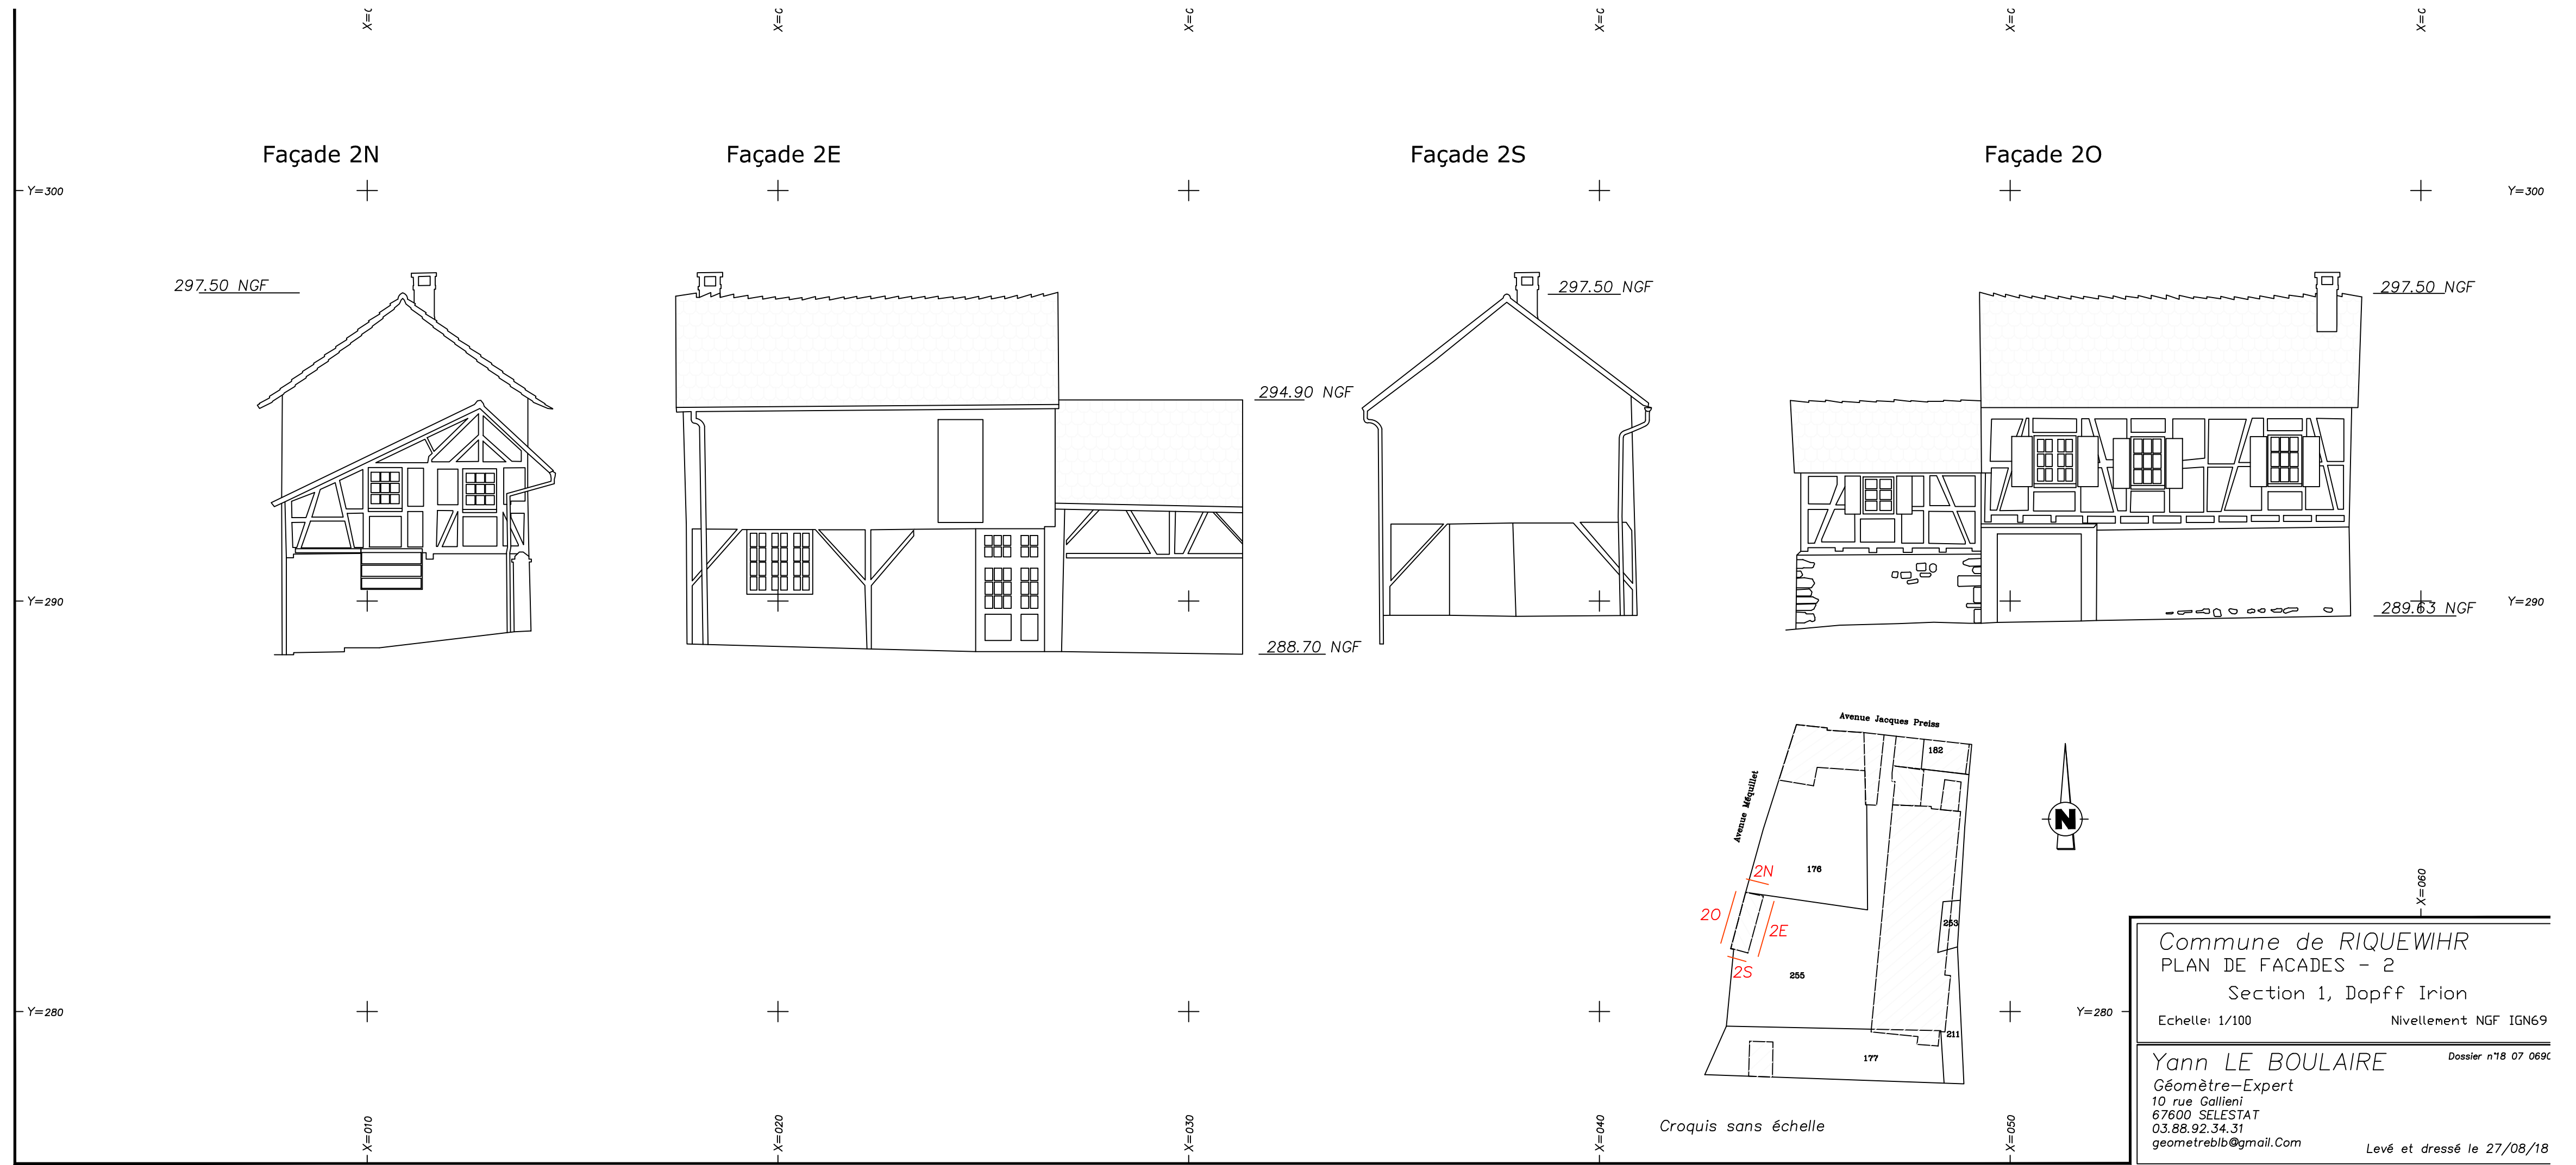 Façade 2N
Façade 2E
Façade 2S
Façade 2O
Y=300
Y=300
297.50 NGF
297.50 NGF
297.50 NGF
294.90 NGF
Y=290
289.63 NGF
Y=290
288.70 NGF
Avenue Jacques Preiss
182
Avenue Méquillet
N
176
2N
2O
2E
253
2S
255
211
177
Croquis sans échelle
Y=280
Y=280
X=010
X=020
X=030
X=040
X=050
X=060
Commune de RIQUEWIHR
PLAN DE FACADES - 2
Section 1, Dopff Irion
Echelle: 1/100 Nivellement NGF IGN69
Yann LE BOULAIRE
Dossier n°18 07 069
Géomètre-Expert
10 rue Gallieni
67600 SELESTAT
03.88.92.34.31
geometreblb@gmail.Com
Levé et dressé le 27/08/18